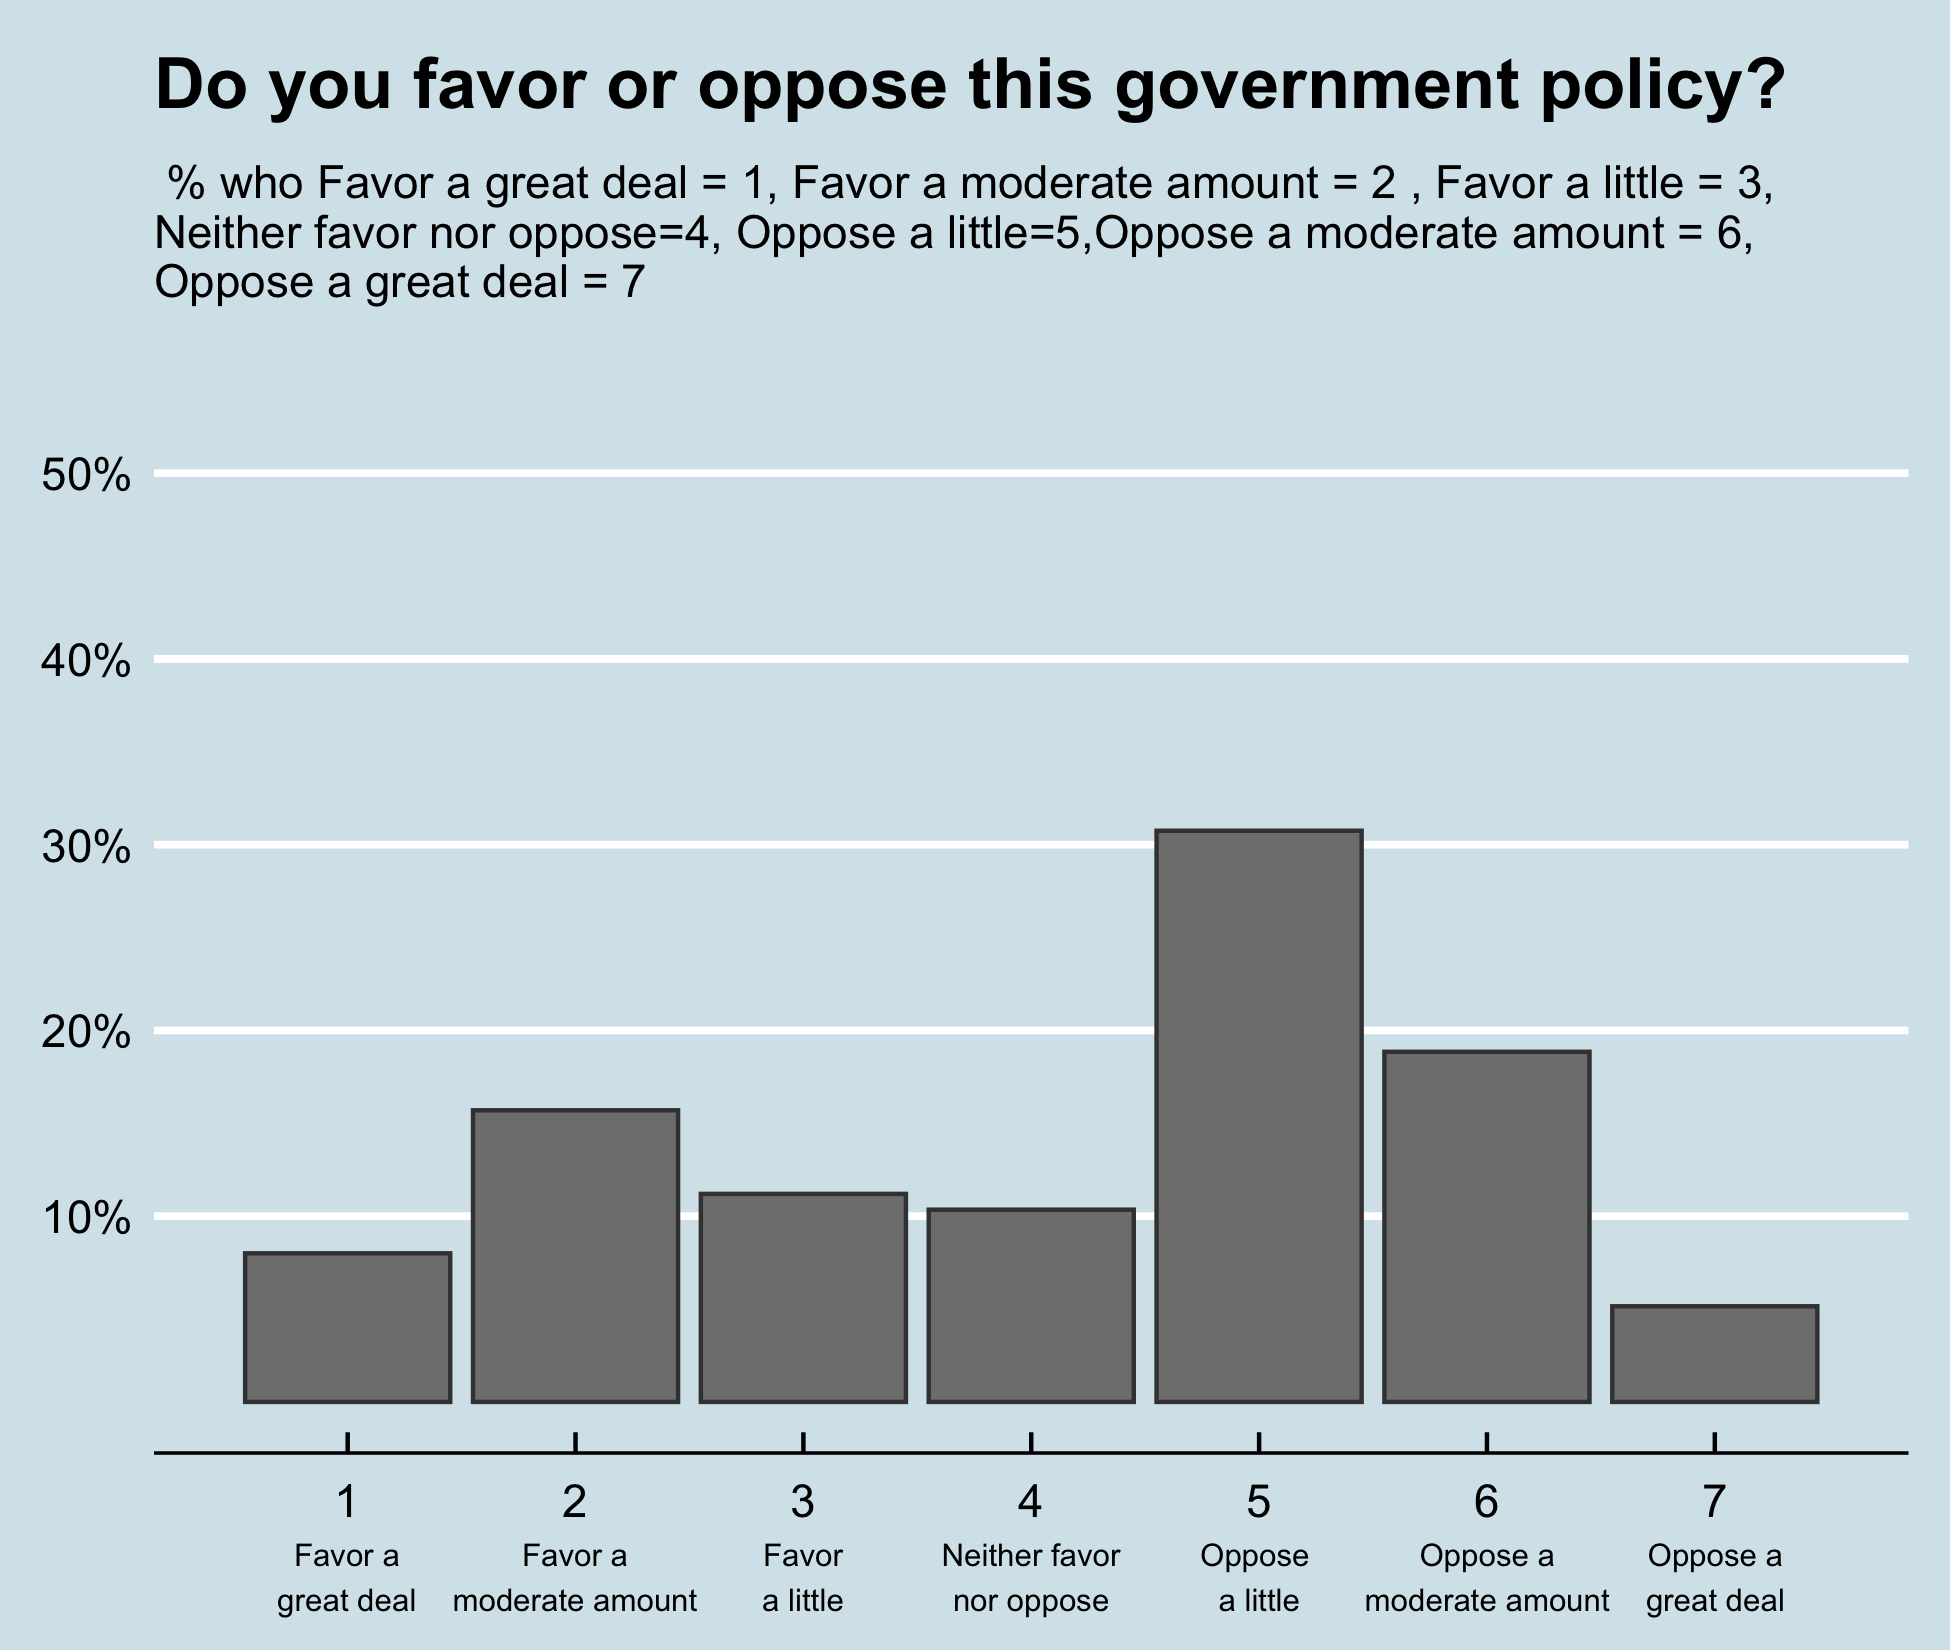 Do you favor or oppose this government policy?
% who Favor a great deal = 1, Favor a moderate amount = 2 , Favor a little = 3,
Neither favor nor oppose=4, Oppose a little=5,Oppose a moderate amount = 6,
Oppose a great deal = 7
50%
40%
30%
20%
10%
1 2 3 4 5 6 7
Favor a Favor a Favor Neither favor Oppose Oppose a Oppose a
great deal moderate amount a little nor oppose a little moderate amount great deal